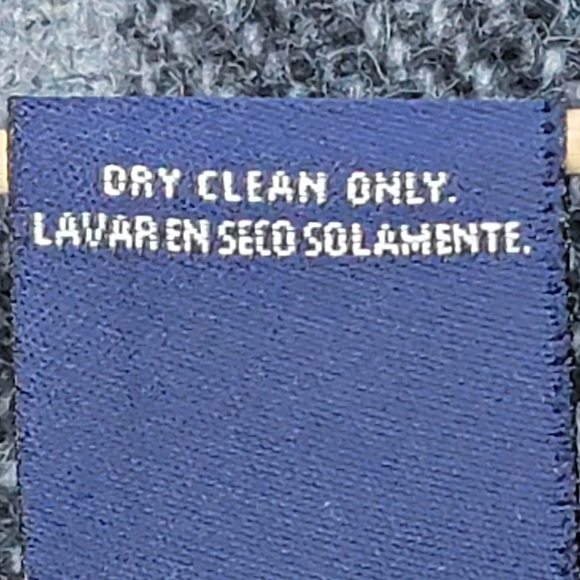 DRY CLEAN ONLY.
LAVAR EN SECO SOLAMENTE.